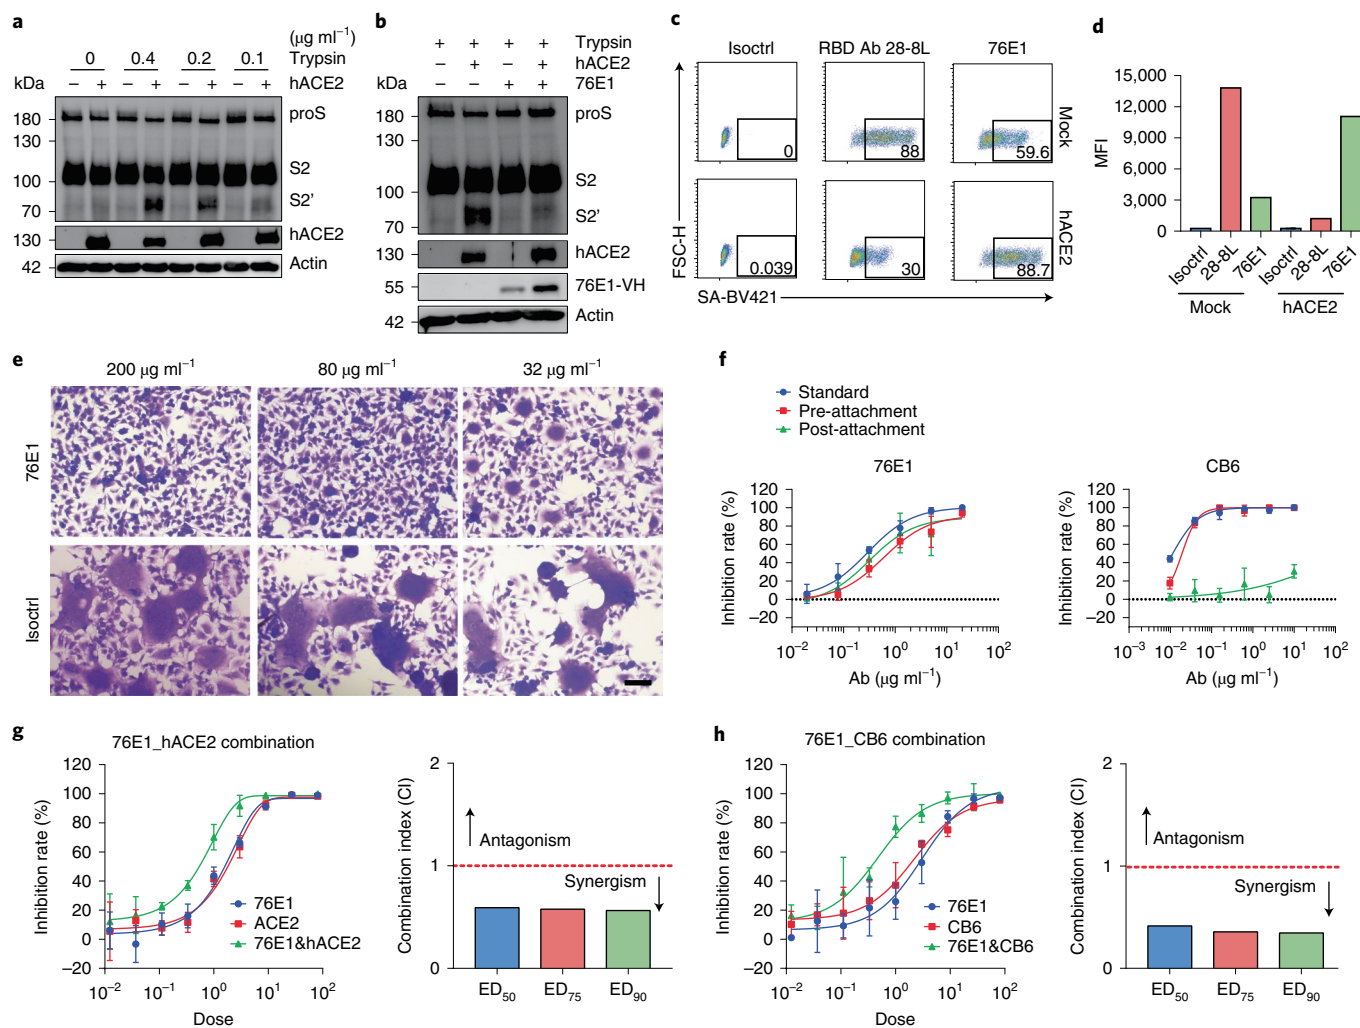 a
(μg ml⁻¹)
0 0.4 0.2 0.1 Trypsin
kDa – + – + – + – + hACE2
180 proS
130
S2
100
S2′
70
130 hACE2
42 Actin
b
+ + + + Trypsin
– + – + hACE2
kDa – – + + 76E1
180 proS
130
S2
100
S2′
70
130 hACE2
55 76E1-VH
42 Actin
c
Isoctrl RBD Ab 28-8L 76E1
0 88 59.6 Mock
0.039 30 88.7 hACE2
FSC-H
SA-BV421
d
15,000
12,000
9,000
6,000
3,000
0
MFI
Isoctrl 28-8L 76E1 Isoctrl 28-8L 76E1
Mock hACE2
e
200 μg ml⁻¹ 80 μg ml⁻¹ 32 μg ml⁻¹
76E1
Isoctrl
f
Standard
Pre-attachment
Post-attachment
76E1
120
100
80
60
40
20
0
–20
Inhibition rate (%)
10⁻² 10⁻¹ 10⁰ 10¹ 10²
Ab (μg ml⁻¹)
CB6
120
100
80
60
40
20
0
–20
Inhibition rate (%)
10⁻³ 10⁻² 10⁻¹ 10⁰ 10¹ 10²
Ab (μg ml⁻¹)
g
76E1_hACE2 combination
120
100
80
60
40
20
0
–20
Inhibition rate (%)
76E1
ACE2
76E1&hACE2
10⁻² 10⁻¹ 10⁰ 10¹ 10²
Dose
2
1
0
Combination index (CI)
Antagonism
Synergism
ED₅₀ ED₇₅ ED₉₀
h
76E1_CB6 combination
120
100
80
60
40
20
0
–20
Inhibition rate (%)
76E1
CB6
76E1&CB6
10⁻² 10⁻¹ 10⁰ 10¹ 10²
Dose
2
1
0
Combination index (CI)
Antagonism
Synergism
ED₅₀ ED₇₅ ED₉₀